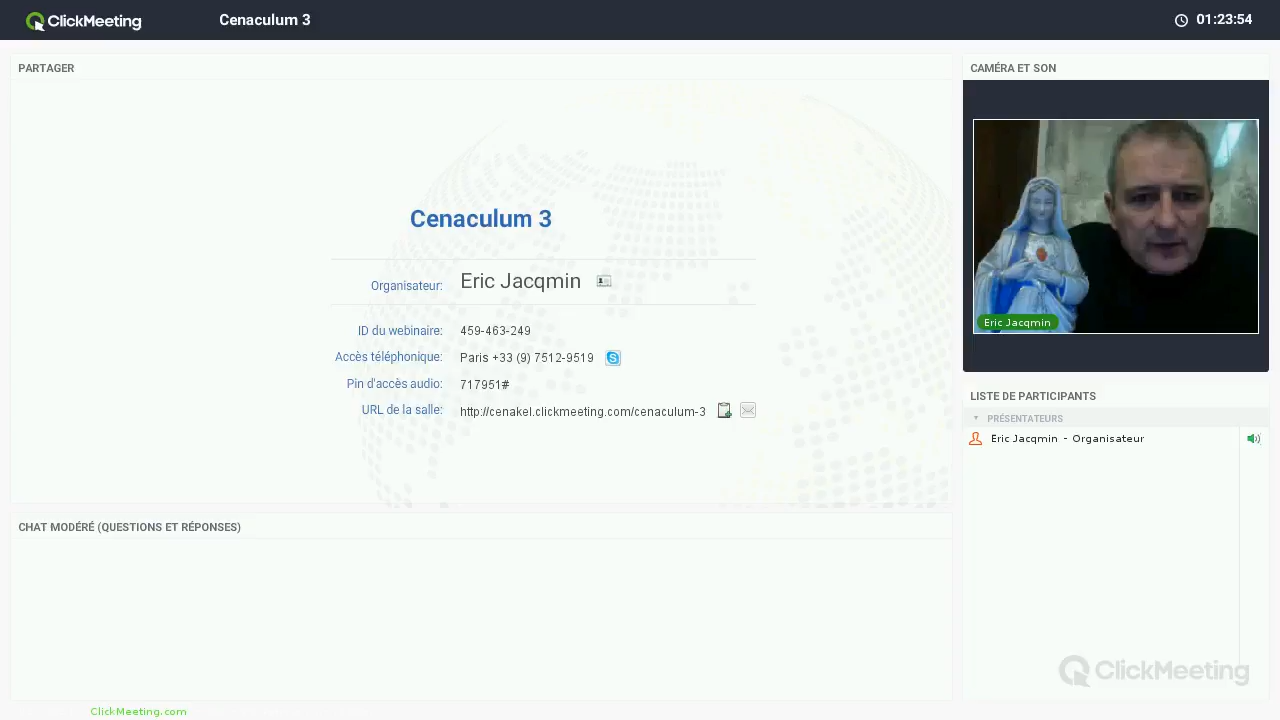 ClickMeeting
Cenaculum 3
01:23:54
PARTAGER
Cenaculum 3
Organisateur: Eric Jacqmin
ID du webinaire: 459-463-249
Accès téléphonique: Paris +33 (9) 7512-9519
Pin d'accès audio: 717951#
URL de la salle: http://cenakel.clickmeeting.com/cenaculum-3
CHAT MODÉRÉ (QUESTIONS ET RÉPONSES)
CAMÉRA ET SON
Eric Jacqmin
LISTE DE PARTICIPANTS
PRÉSENTATEURS
Eric Jacqmin - Organisateur
ClickMeeting
ClickMeeting.com